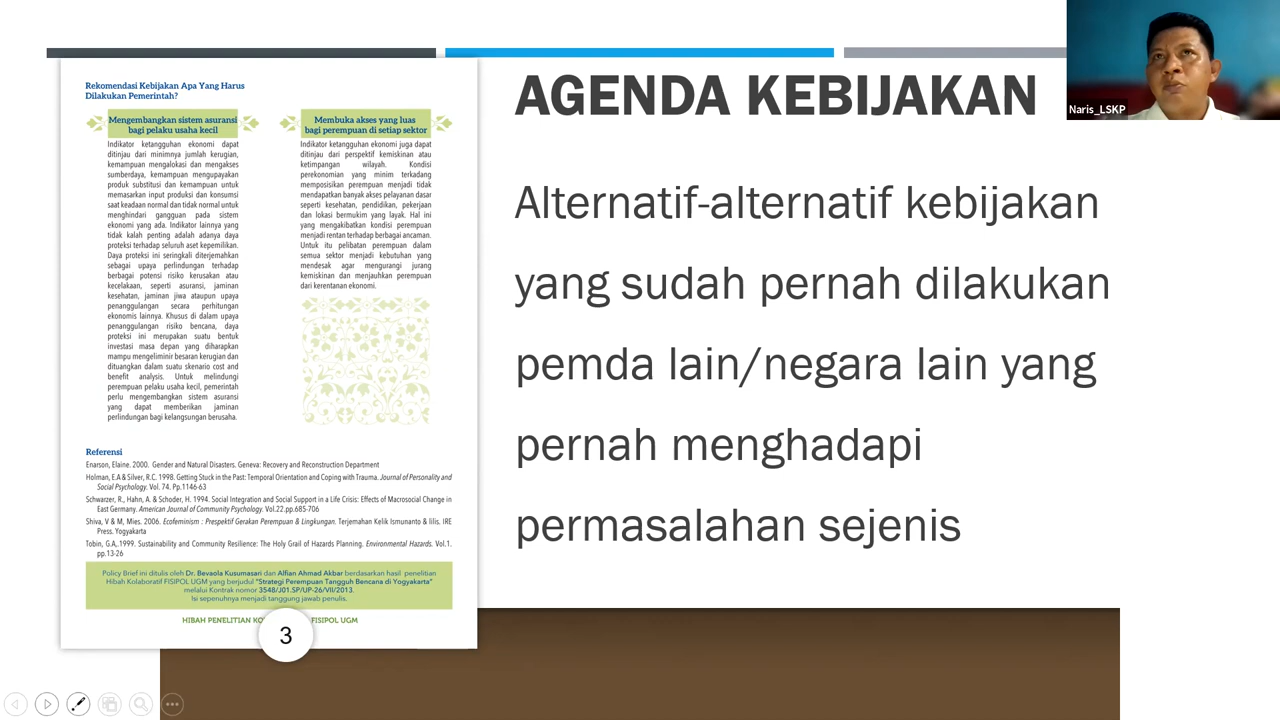 Rekomendasi Kebijakan Apa Yang Harus
Dilakukan Pemerintah?
Mengembangkan sistem asuransi
bagi pelaku usaha kecil
Indikator ketangguhan ekonomi dapat
ditinjau dari minimnya jumlah kerugian,
kemampuan mengalokasi dan mengakses
sumberdaya, kemampuan mengupayakan
produk substitusi dan kemampuan untuk
memasarkan input produksi dan konsumsi
saat keadaan normal dan tidak normal untuk
menghindari gangguan pada sistem
ekonomi yang ada. Indikator lainnya yang
tidak kalah penting adalah adanya daya
proteksi terhadap seluruh aset kepemilikan.
Daya proteksi ini seringkali diterjemahkan
sebagai upaya perlindungan terhadap
berbagai potensi risiko kerusakan atau
kecelakaan, seperti asuransi, jaminan
kesehatan, jaminan jiwa ataupun upaya
penanggulangan secara perhitungan
ekonomis lainnya. Khusus di dalam upaya
penanggulangan risiko bencana, daya
proteksi ini merupakan suatu bentuk
investasi masa depan yang diharapkan
mampu mengeliminir besaran kerugian dan
dituangkan dalam suatu skenario cost and
benefit analysis. Untuk melindungi
perempuan pelaku usaha kecil, pemerintah
perlu mengembangkan sistem asuransi
yang dapat memberikan jaminan
perlindungan bagi kelangsungan berusaha.
Membuka akses yang luas
bagi perempuan di setiap sektor
Indikator ketangguhan ekonomi juga dapat
ditinjau dari perspektif kemiskinan atau
ketimpangan wilayah. Kondisi
perekonomian yang minim terkadang
memposisikan perempuan menjadi tidak
mendapatkan banyak akses pelayanan dasar
seperti kesehatan, pendidikan, pekerjaan
dan lokasi bermukim yang layak. Hal ini
yang mengakibatkan kondisi perempuan
menjadi rentan terhadap berbagai ancaman.
Untuk itu pelibatan perempuan dalam
semua sektor menjadi kebutuhan yang
mendesak agar mengurangi jurang
kemiskinan dan menjauhkan perempuan
dari kerentanan ekonomi.
Referensi
Enarson, Elaine. 2000. Gender and Natural Disasters. Geneva: Recovery and Reconstruction Department
Holman, E.A & Silver, R.C. 1998. Getting Stuck in the Past: Temporal Orientation and Coping with Trauma. Journal of Personality and
Social Psychology. Vol. 74. Pp.1146-63
Schwarzer, R., Hahn, A. & Schoder, H. 1994. Social Integration and Social Support in a Life Crisis: Effects of Macrosocial Change in
East Germany. American Journal of Community Psychology. Vol.22.pp.685-706
Shiva, V & M, Mies. 2006. Ecofeminism : Prespektif Gerakan Perempuan & Lingkungan. Terjemahan Kelik Ismunanto & lilis. IRE
Press. Yogyakarta
Tobin, G.A,.1999. Sustainability and Community Resilience: The Holy Grail of Hazards Planning. Environmental Hazards. Vol.1.
pp.13-26
Policy Brief ini ditulis oleh Dr. Bevaola Kusumasari dan Alfian Ahmad Akbar berdasarkan hasil penelitian
Hibah Kolaboratif FISIPOL UGM yang berjudul "Strategi Perempuan Tangguh Bencana di Yogyakarta"
melalui Kontrak nomor 3548/J01.SP/UP-26/VII/2013.
Isi sepenuhnya menjadi tanggung jawab penulis.
HIBAH PENELITIAN FISIPOL UGM
3
AGENDA KEBIJAKAN
Alternatif-alternatif kebijakan
yang sudah pernah dilakukan
pemda lain/negara lain yang
pernah menghadapi
permasalahan sejenis
Naris_LSKP